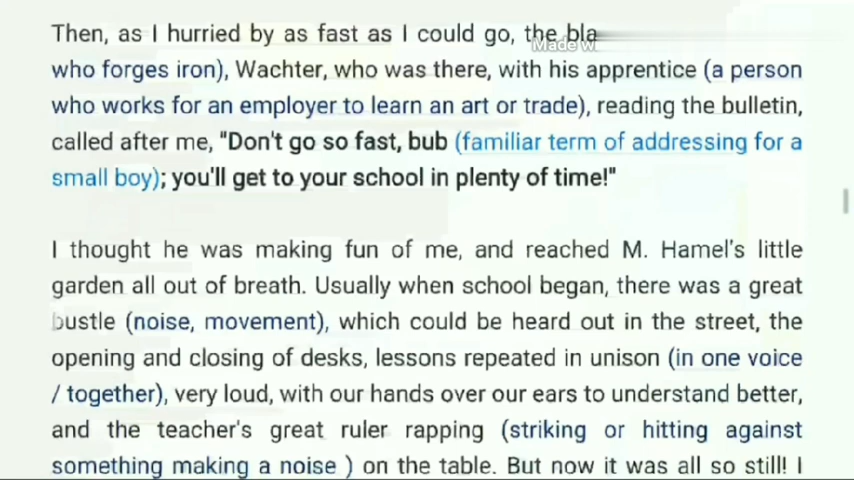 Then, as I hurried by as fast as I could go, the
Made w
who forges iron), Wachter, who was there, with his apprentice (a person
who works for an employer to learn an art or trade), reading the bulletin,
called after me, "Don't go so fast, bub (familiar term of addressing for a
small boy); you'll get to your school in plenty of time!"
I thought he was making fun of me, and reached M. Hamel's little
garden all out of breath. Usually when school began, there was a great
bustle (noise, movement), which could be heard out in the street, the
opening and closing of desks, lessons repeated in unison (in one voice
/ together), very loud, with our hands over our ears to understand better,
and the teacher's great ruler rapping (striking or hitting against
something making a noise ) on the table. But now it was all so still! I